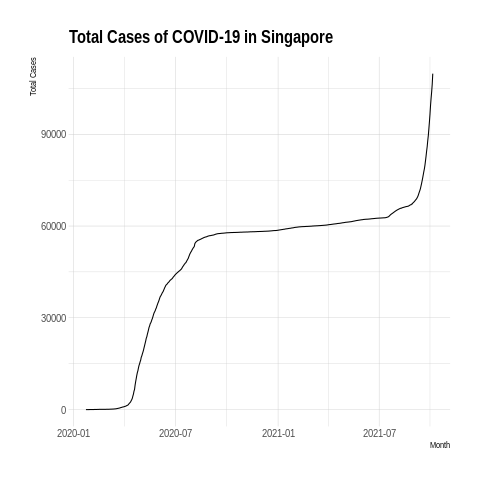 Total Cases of COVID-19 in Singapore
Total Cases
90000
60000
30000
0
2020-01 2020-07 2021-01 2021-07
Month